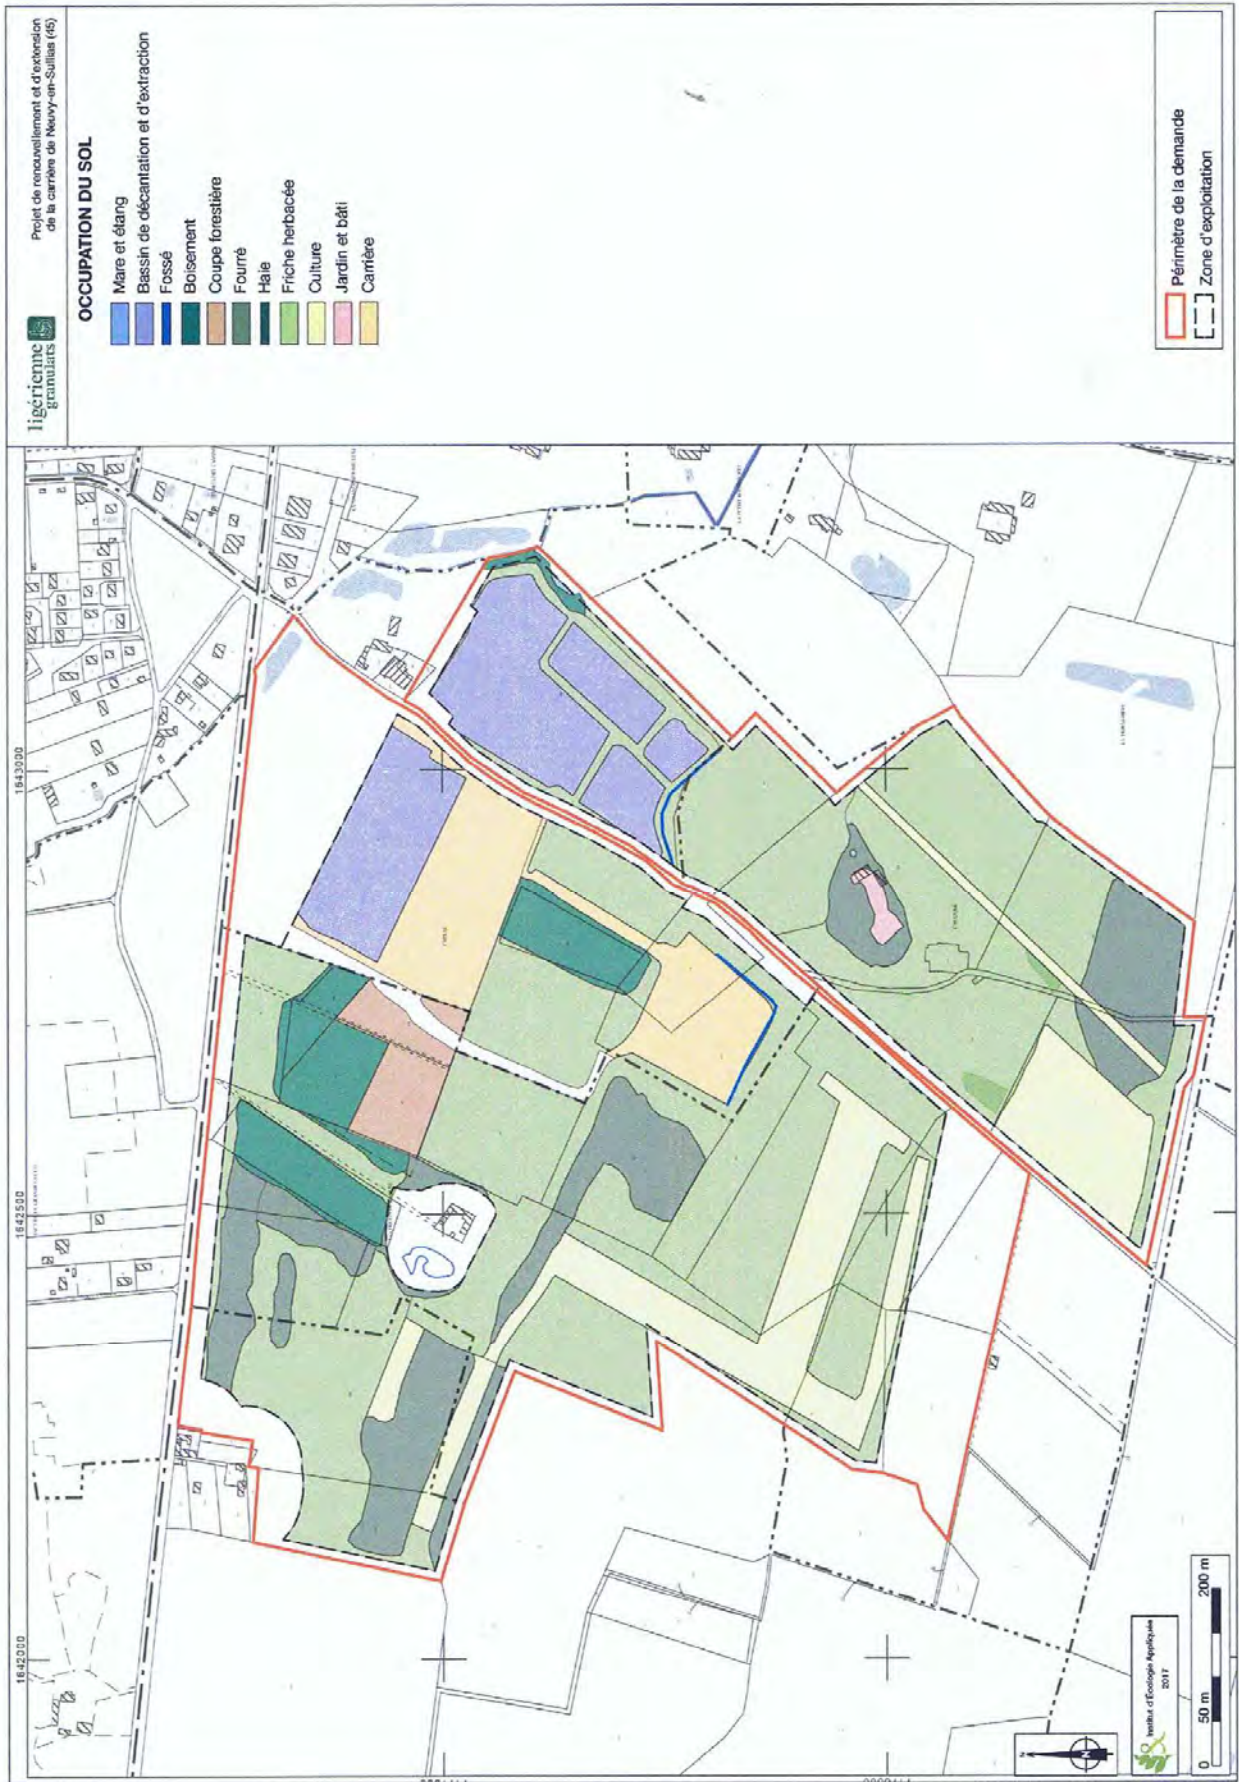 ligérienne
granulats
Projet de renouvellement et d'extension
de la carrière de Neuvy-en-Sullias (45)
OCCUPATION DU SOL
Mare et étang
Bassin de décantation et d'extraction
Fossé
Boisement
Coupe forestière
Fourré
Haie
Friche herbacée
Culture
Jardin et bâti
Carrière
Périmètre de la demande
Zone d'exploitation
1642000
1642500
1643000
N
Institut d'Écologie Appliquée
2017
0
50 m
200 m